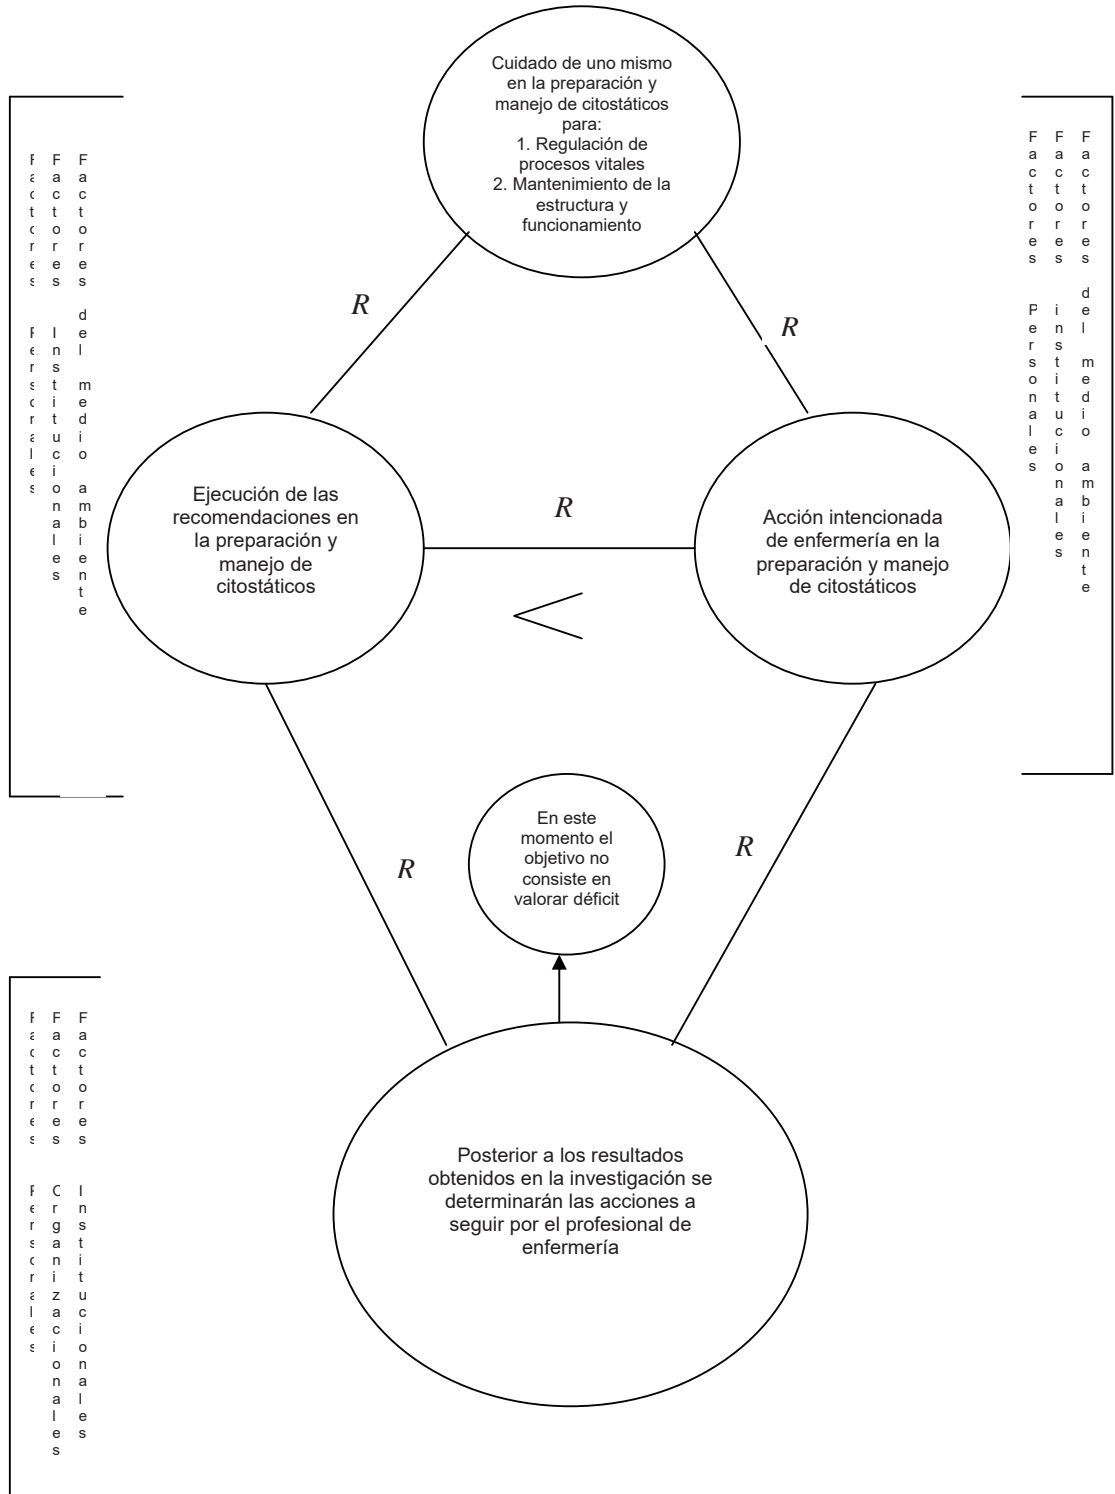 Cuidado de uno mismo
en la preparación y
manejo de citostáticos
para:
1. Regulación de
procesos vitales
2. Mantenimiento de la
estructura y
funcionamiento
Factores Personales
Factores Institucionales
Factores del medio ambiente
Factores Personales
Factores institucionales
Factores del medio ambiente
R
R
Ejecución de las
recomendaciones en
la preparación y
manejo de
citostáticos
R
Acción intencionada
de enfermería en la
preparación y manejo
de citostáticos
<
En este
momento el
objetivo no
consiste en
valorar déficit
R
R
Factores Personales
Factores Organizacionales
Factores Institucionales
Posterior a los resultados
obtenidos en la investigación se
determinarán las acciones a
seguir por el profesional de
enfermería